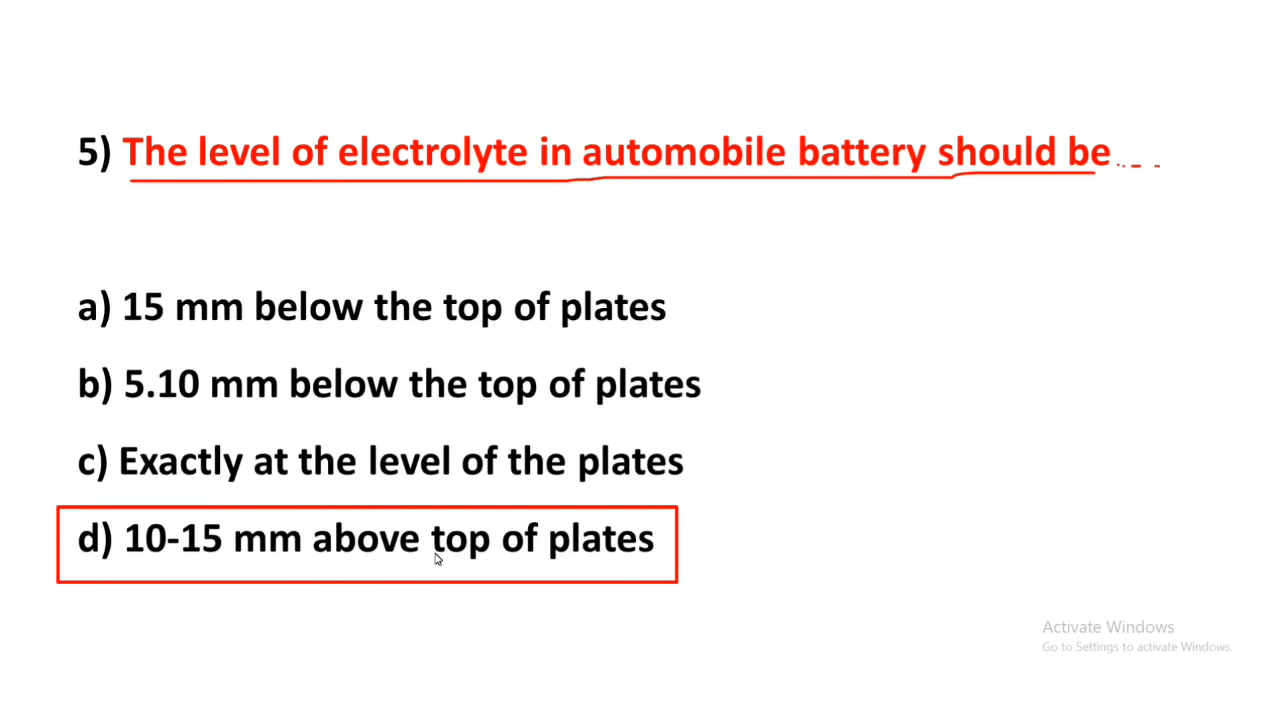 5) The level of electrolyte in automobile battery should be
a) 15 mm below the top of plates
b) 5.10 mm below the top of plates
c) Exactly at the level of the plates
d) 10-15 mm above top of plates
Activate Windows
Go to Settings to activate Windows.